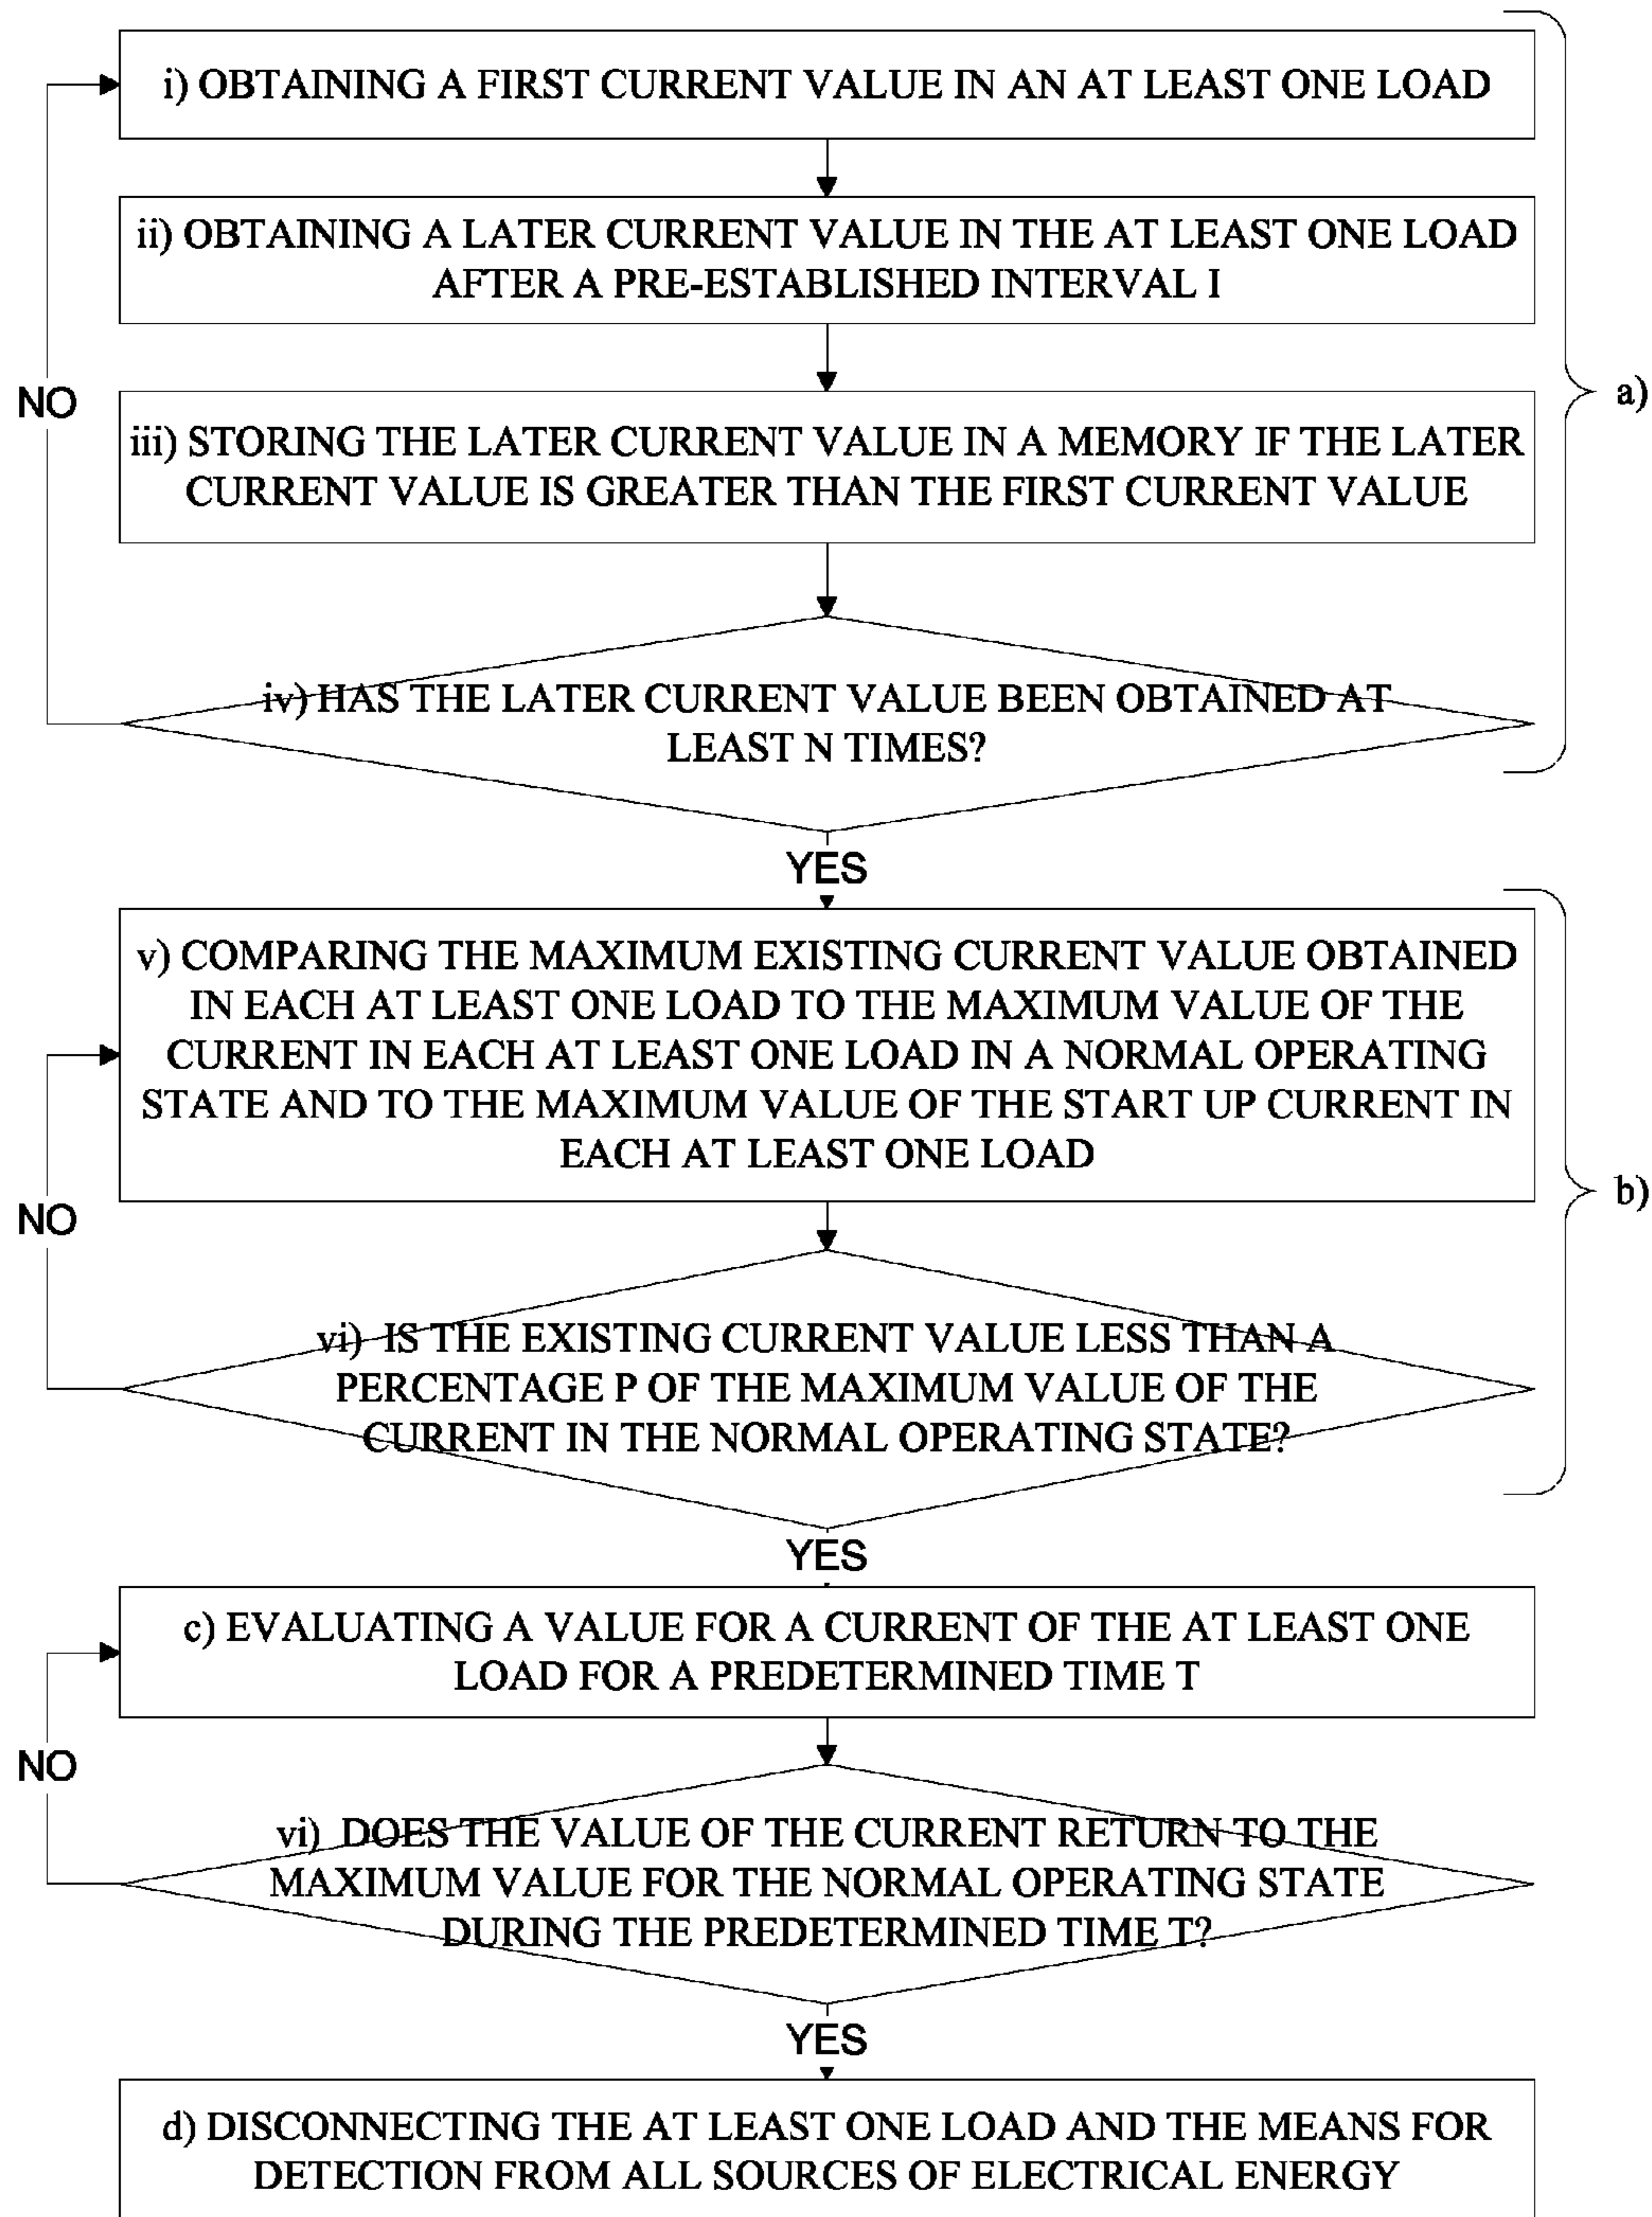 i) OBTAINING A FIRST CURRENT VALUE IN AN AT LEAST ONE LOAD
ii) OBTAINING A LATER CURRENT VALUE IN THE AT LEAST ONE LOAD
AFTER A PRE-ESTABLISHED INTERVAL I
NO
a)
iii) STORING THE LATER CURRENT VALUE IN A MEMORY IF THE LATER
CURRENT VALUE IS GREATER THAN THE FIRST CURRENT VALUE
iv) HAS THE LATER CURRENT VALUE BEEN OBTAINED AT
LEAST N TIMES?
YES
v) COMPARING THE MAXIMUM EXISTING CURRENT VALUE OBTAINED
IN EACH AT LEAST ONE LOAD TO THE MAXIMUM VALUE OF THE
CURRENT IN EACH AT LEAST ONE LOAD IN A NORMAL OPERATING
STATE AND TO THE MAXIMUM VALUE OF THE START UP CURRENT IN
EACH AT LEAST ONE LOAD
b)
NO
vi) IS THE EXISTING CURRENT VALUE LESS THAN A
PERCENTAGE P OF THE MAXIMUM VALUE OF THE
CURRENT IN THE NORMAL OPERATING STATE?
YES
c) EVALUATING A VALUE FOR A CURRENT OF THE AT LEAST ONE
LOAD FOR A PREDETERMINED TIME T
NO
vi) DOES THE VALUE OF THE CURRENT RETURN TO THE
MAXIMUM VALUE FOR THE NORMAL OPERATING STATE
DURING THE PREDETERMINED TIME T?
YES
d) DISCONNECTING THE AT LEAST ONE LOAD AND THE MEANS FOR
DETECTION FROM ALL SOURCES OF ELECTRICAL ENERGY